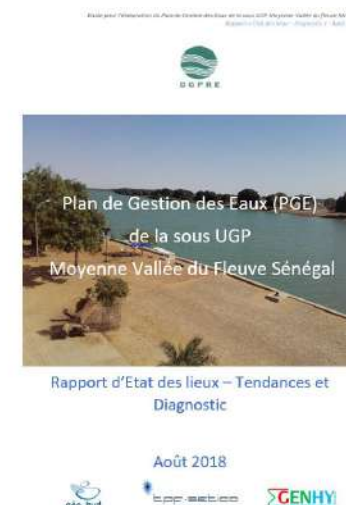 DGPRE
Plan de Gestion des Eaux (PGE)
de la sous UGP
Moyenne Vallée du Fleuve Sénégal
Rapport d'Etat des lieux – Tendances et
Diagnostic
Août 2018
GENHY